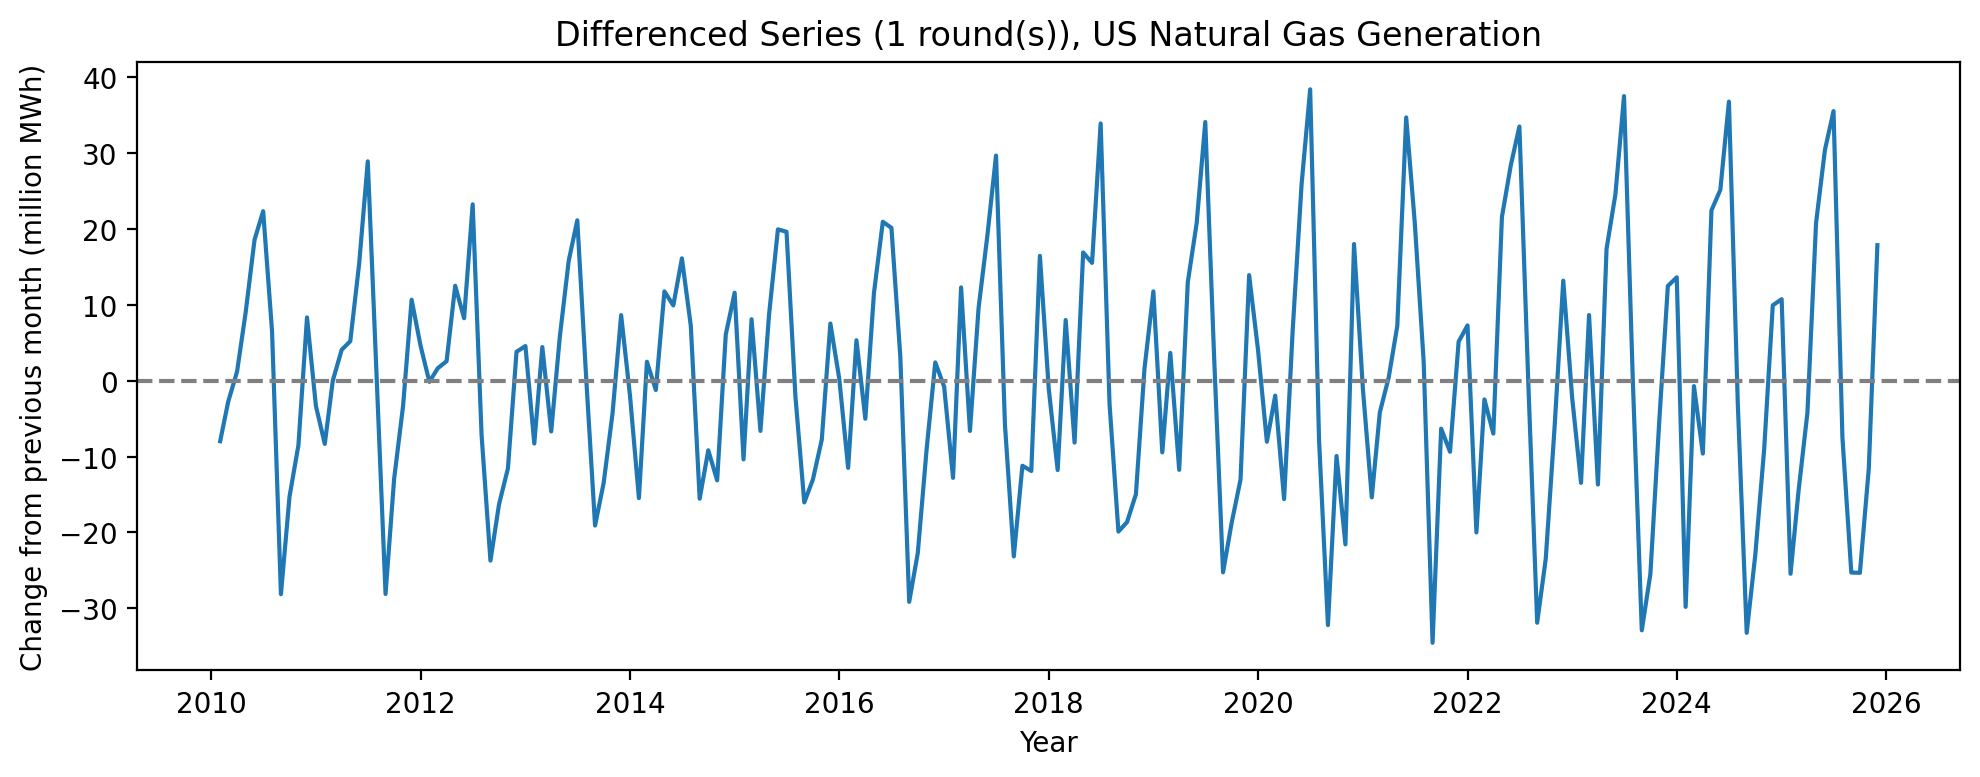 Differenced Series (1 round(s)), US Natural Gas Generation
Change from previous month (million MWh)
40
30
20
10
0
−10
−20
−30
2010 2012 2014 2016 2018 2020 2022 2024 2026
Year